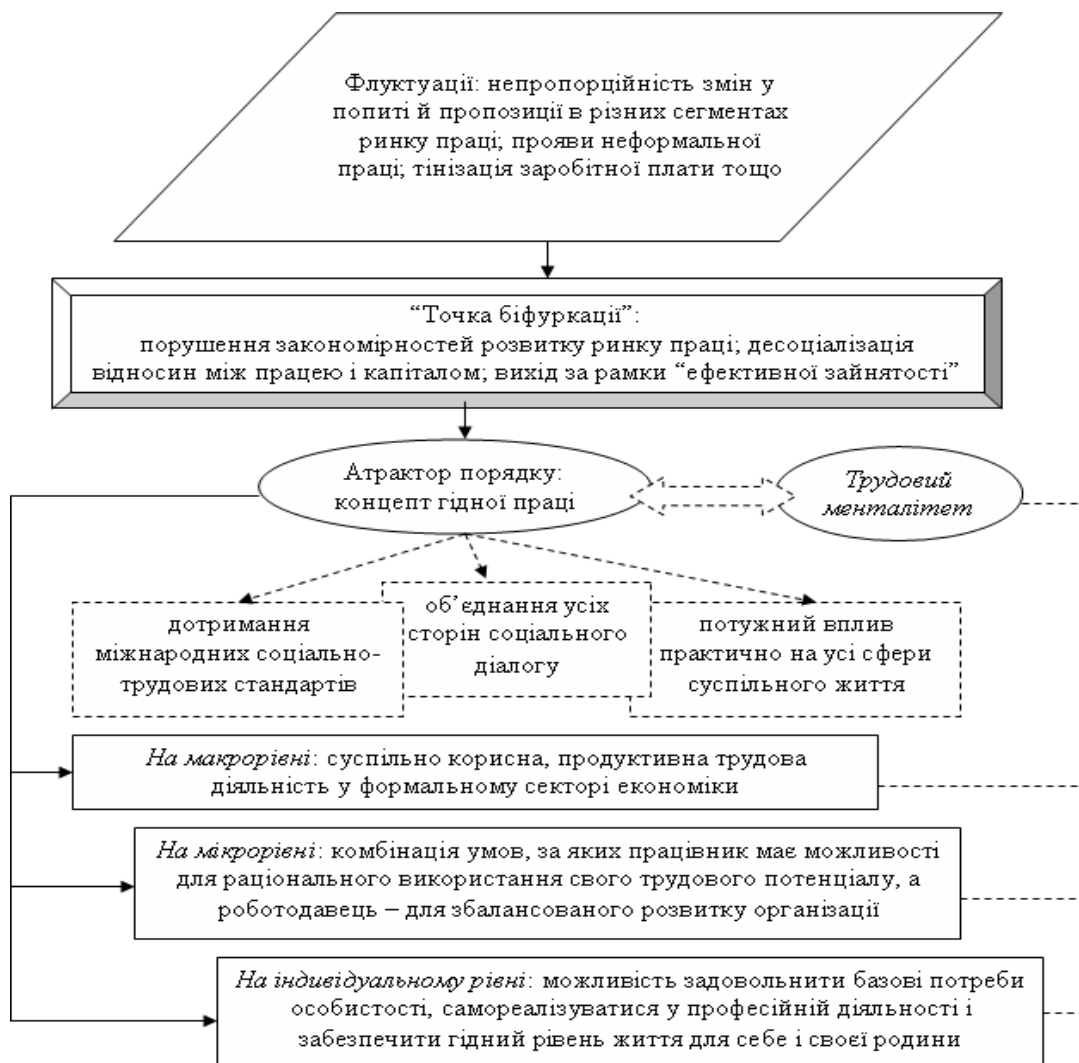 Флуктуації: непропорційність змін у
попиті й пропозиції в різних сегментах
ринку праці; прояви неформальної
праці; тінізація заробітної плати тощо
“Точка біфуркації”:
порушення закономірностей розвитку ринку праці; десоціалізація
відносин між працею і капіталом; вихід за рамки “ефективної зайнятості”
Атрактор порядку:
концепт гідної праці
Трудовий
менталітет
дотримання
міжнародних соціально-
трудових стандартів
об’єднання усіх
сторін соціального
діалогу
потужний вплив
практично на усі сфери
суспільного життя
На макрорівні: суспільно корисна, продуктивна трудова
діяльність у формальному секторі економіки
На мікрорівні: комбінація умов, за яких працівник має можливості
для раціонального використання свого трудового потенціалу, а
роботодавець – для збалансованого розвитку організації
На індивідуальному рівні: можливість задовольнити базові потреби
особистості, самореалізуватися у професійній діяльності і
забезпечити гідний рівень життя для себе і своєї родини